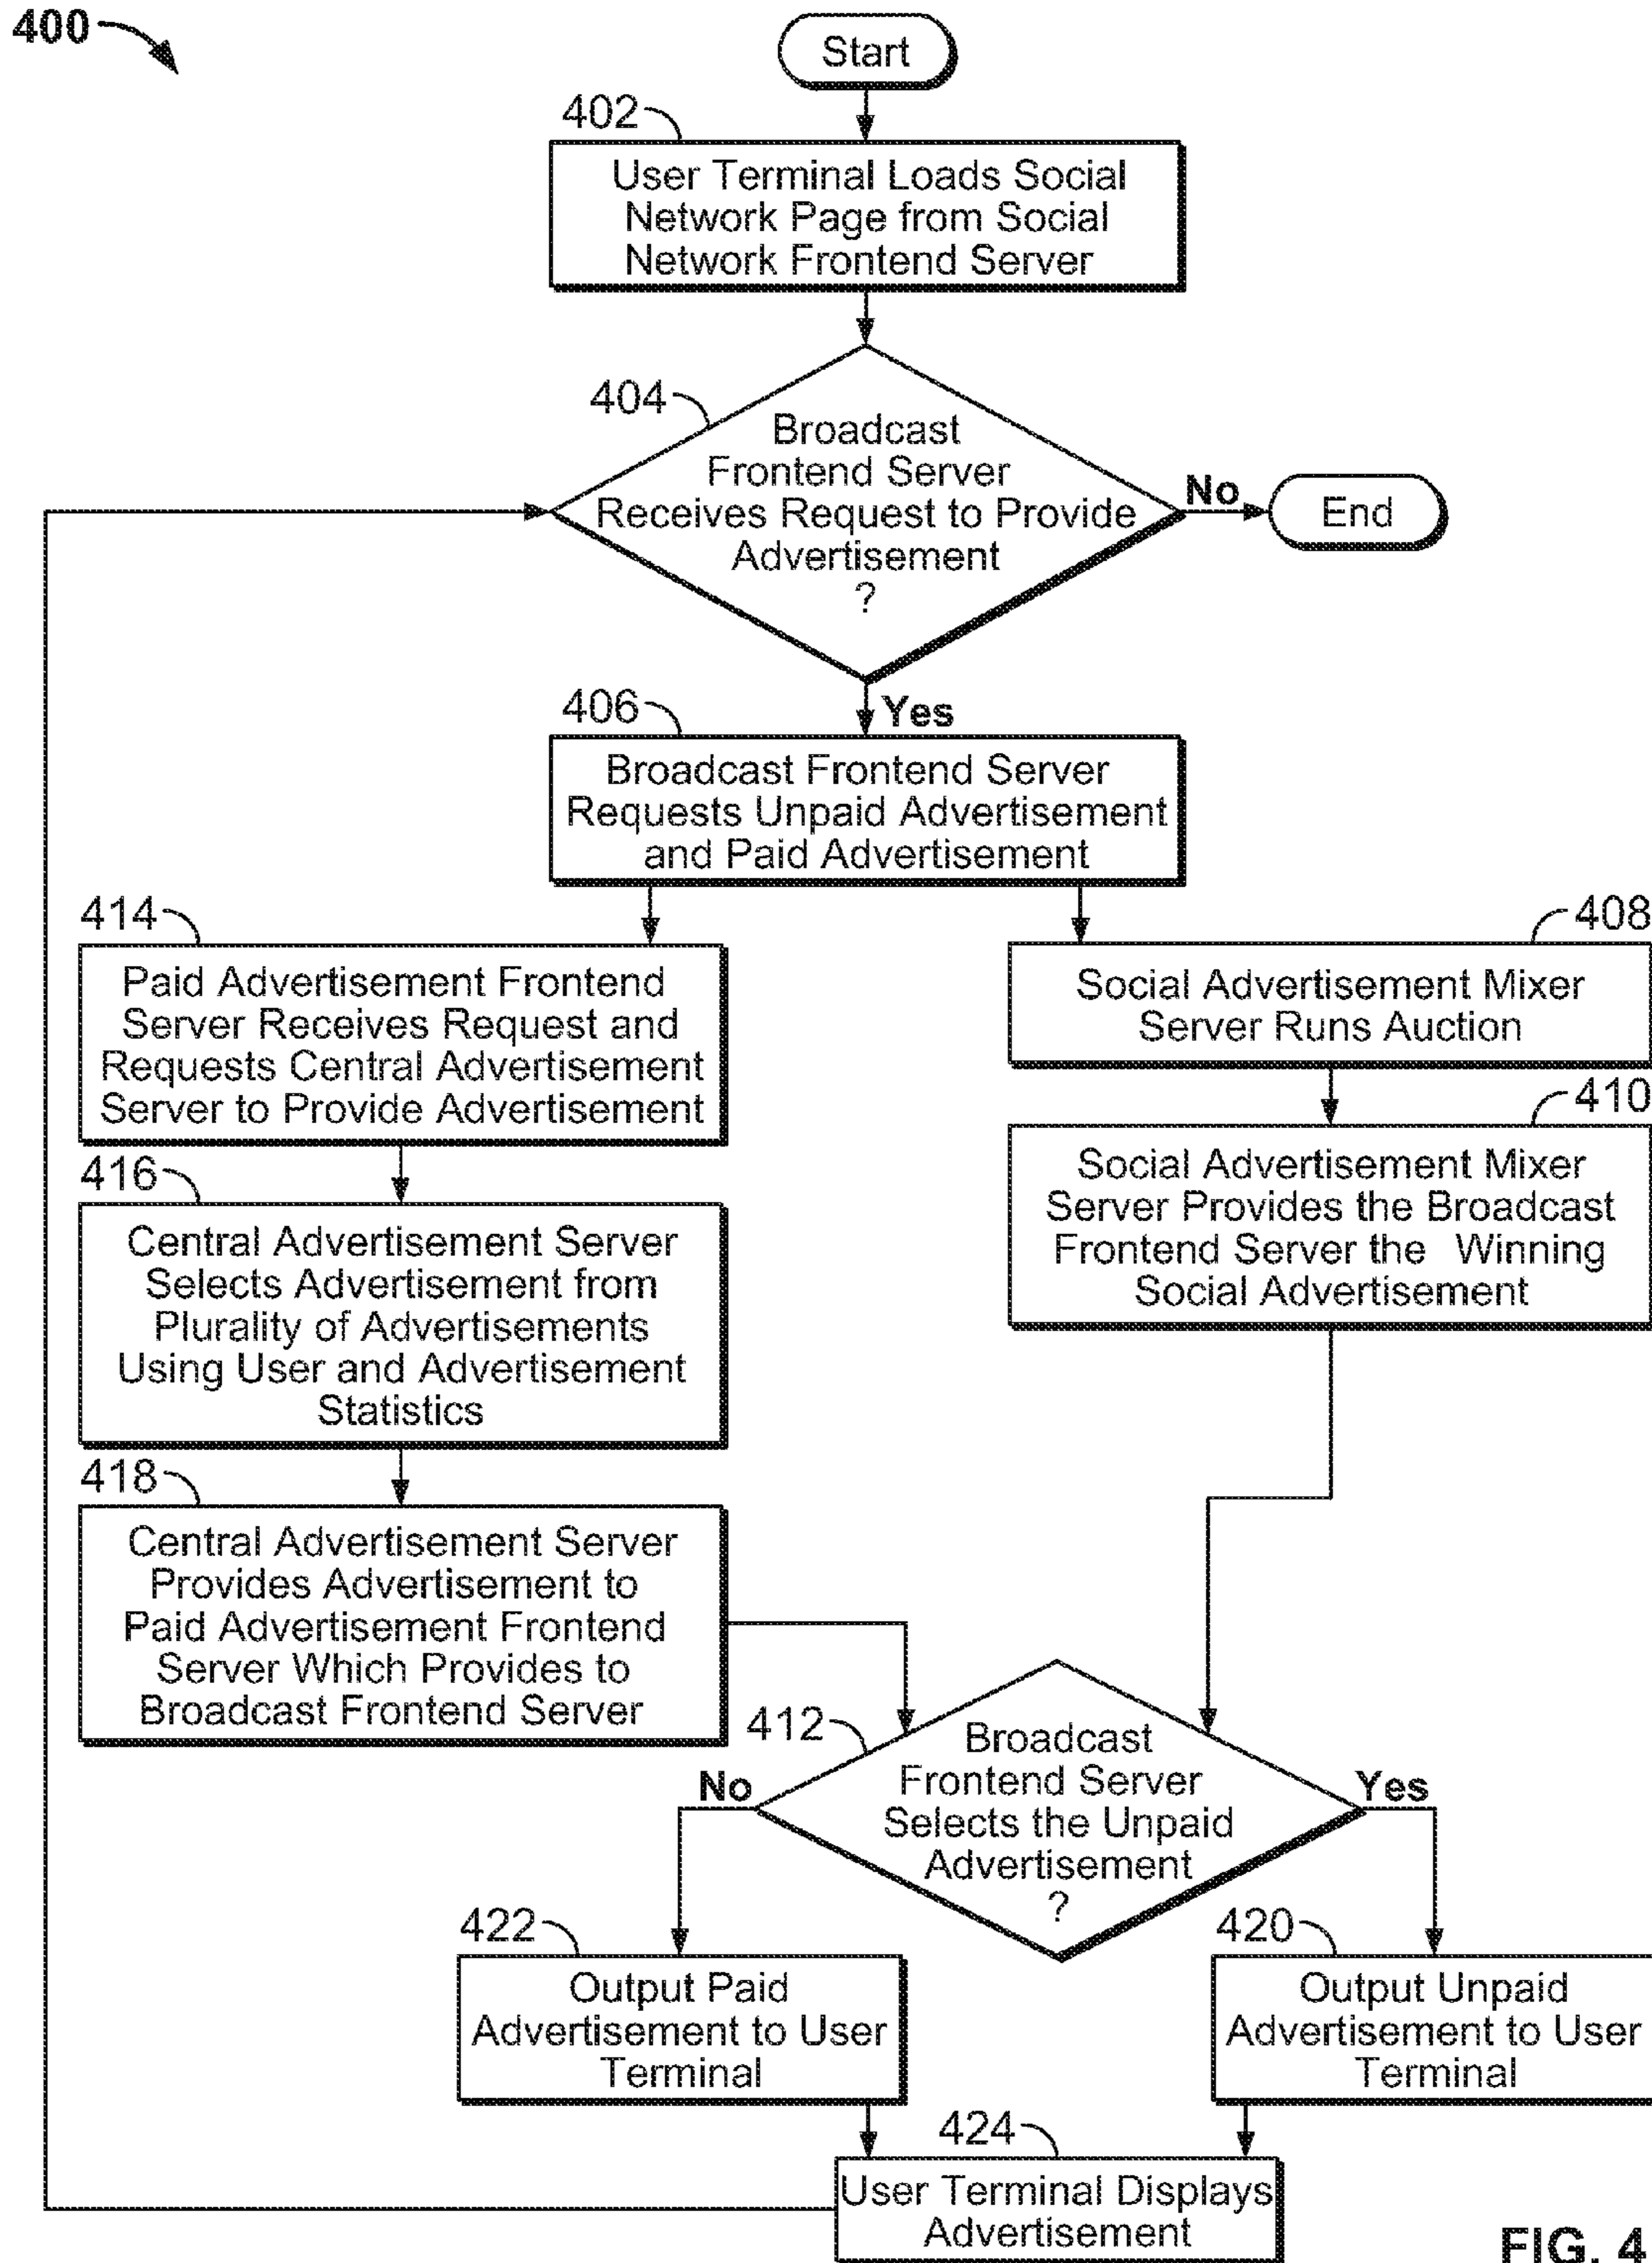 400
Start
402
User Terminal Loads Social
Network Page from Social
Network Frontend Server
404
Broadcast
Frontend Server
Receives Request to Provide
Advertisement
?
No
End
Yes
406
Broadcast Frontend Server
Requests Unpaid Advertisement
and Paid Advertisement
414
Paid Advertisement Frontend
Server Receives Request and
Requests Central Advertisement
Server to Provide Advertisement
408
Social Advertisement Mixer
Server Runs Auction
410
Social Advertisement Mixer
Server Provides the Broadcast
Frontend Server the Winning
Social Advertisement
416
Central Advertisement Server
Selects Advertisement from
Plurality of Advertisements
Using User and Advertisement
Statistics
418
Central Advertisement Server
Provides Advertisement to
Paid Advertisement Frontend
Server Which Provides to
Broadcast Frontend Server
412
Broadcast
Frontend Server
Selects the Unpaid
Advertisement
?
No
Yes
422
Output Paid
Advertisement to User
Terminal
420
Output Unpaid
Advertisement to User
Terminal
424
User Terminal Displays
Advertisement
FIG. 4